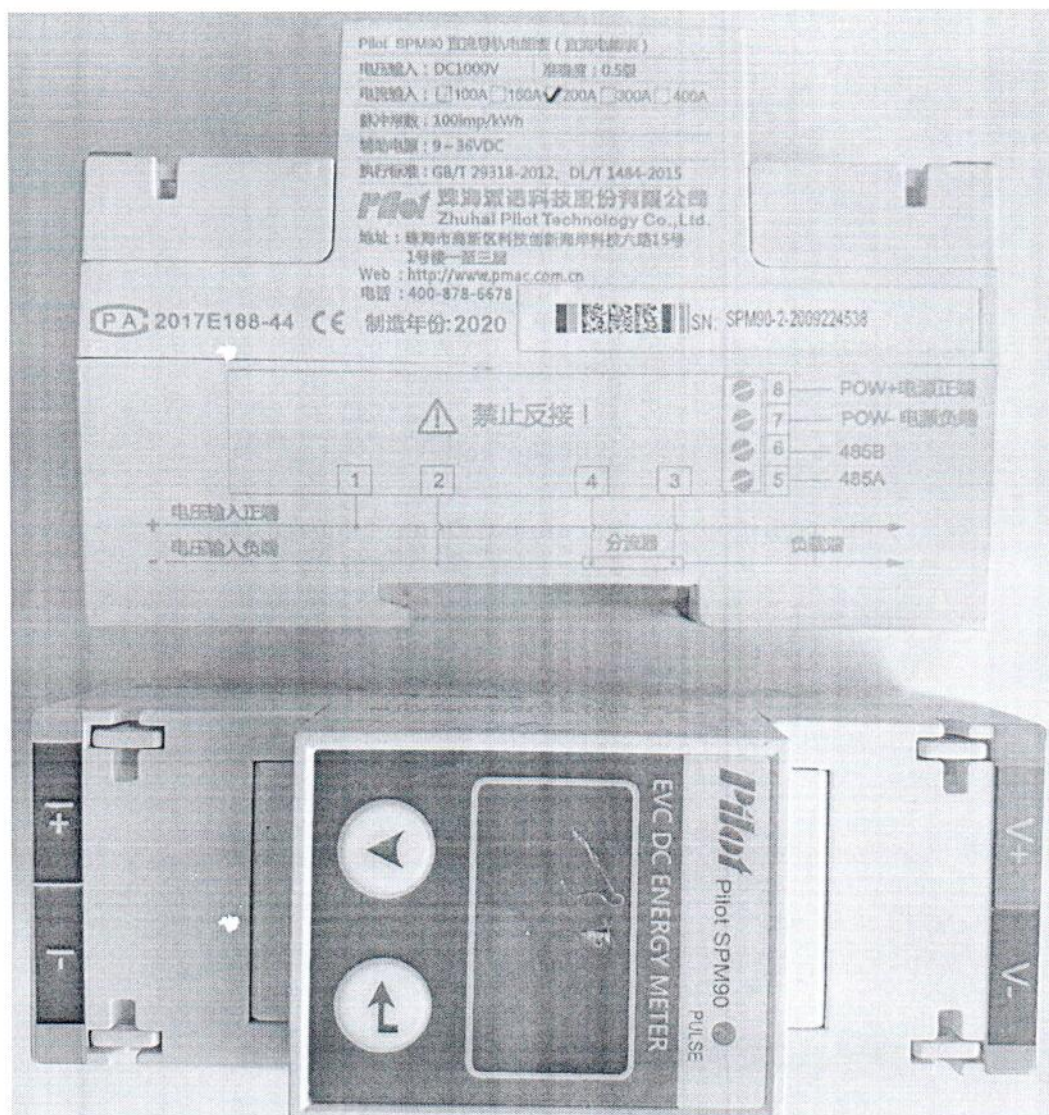 Pilot SPM90 直流导轨电能表（直流电能表）
电压输入：DC1000V 准确度：0.5级
电流输入：□100A□150A✓200A□300A□400A
脉冲常数：100imp/kWh
辅助电源：9~36VDC
执行标准：GB/T 29318-2012、DL/T 1484-2015
Pilot 珠海派诺科技股份有限公司
Zhuhai Pilot Technology Co.,Ltd.
地址：珠海市高新区科技创新海岸科技六路15号
1号楼一至三层
Web：http://www.pmac.com.cn
电话：400-878-6678
CPA 2017E188-44 CE 制造年份:2020
SN: SPM90-2-2009224538
禁止反接！
8 POW+电源正端
7 POW- 电源负端
6 485B
5 485A
1 2 4 3
+ 电压输入正端
- 电压输入负端 分流器 负载端
I+
I-
Pilot Pilot SPM90
PULSE
EVC DC ENERGY METER
V+
V-